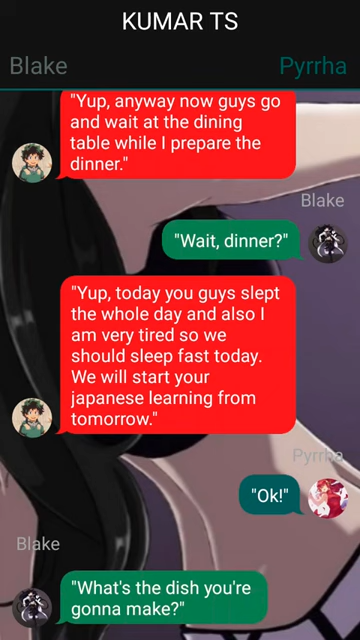 KUMAR TS
Blake
Pyrrha
"Yup, anyway now guys go
and wait at the dining
table while I prepare the
dinner."
Blake
"Wait, dinner?"
"Yup, today you guys slept
the whole day and also I
am very tired so we
should sleep fast today.
We will start your
japanese learning from
tomorrow."
Pyrrha
"Ok!"
Blake
"What's the dish you're
gonna make?"